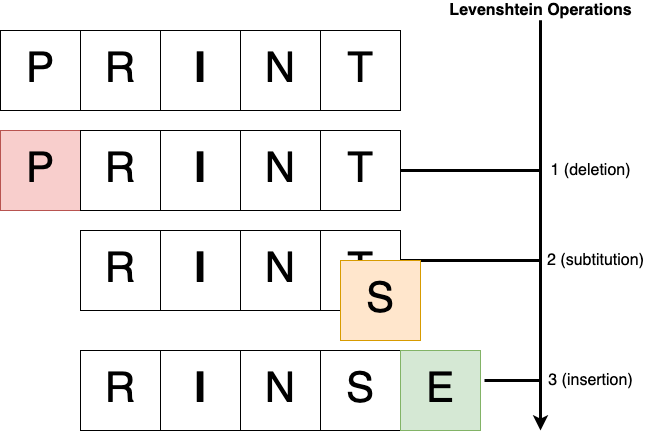 Levenshtein Operations
P R I N T
P R I N T
1 (deletion)
R I N T
2 (subtitution)
S
R I N S E
3 (insertion)